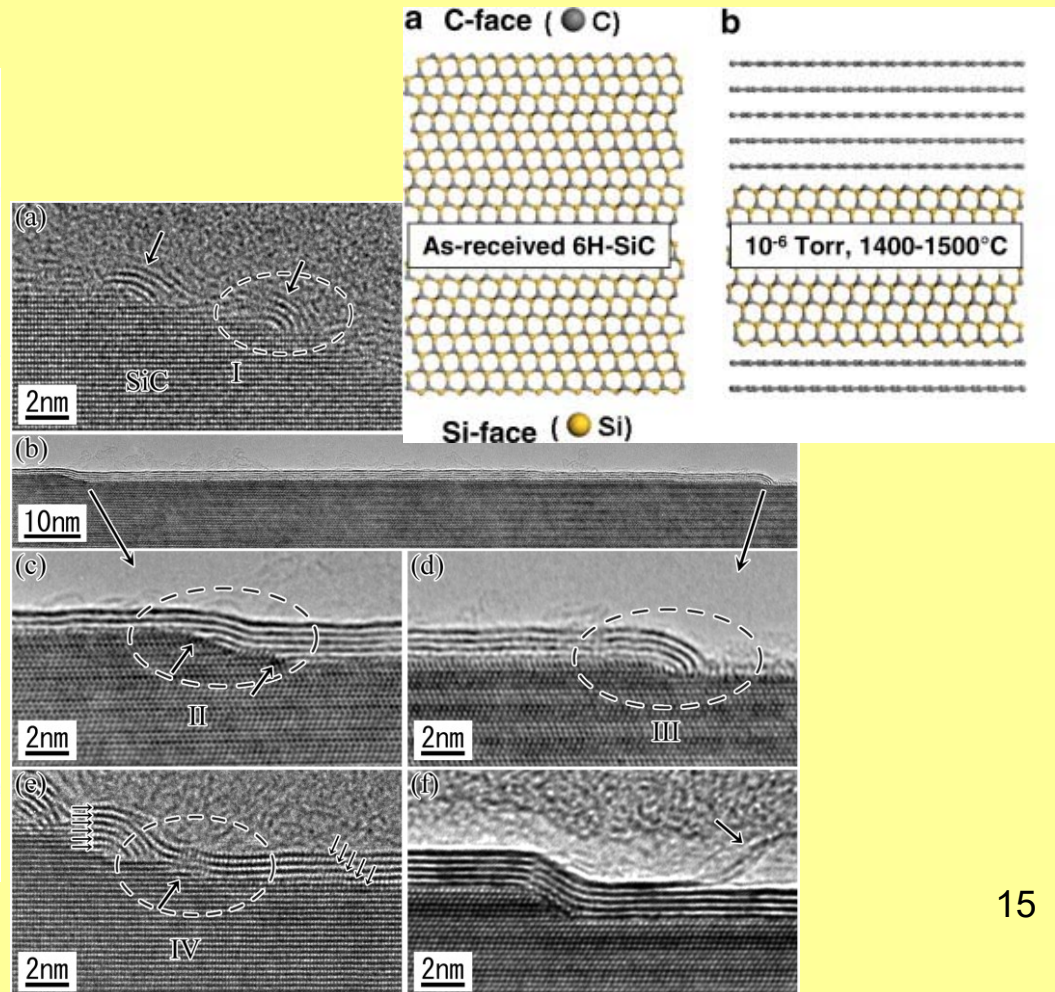 a C-face ( C)
b
As-received 6H-SiC
10⁻⁶ Torr, 1400-1500°C
Si-face ( Si)
(a)
SiC
I
2nm
(b)
10nm
(c)
II
2nm
(d)
III
2nm
(e)
IV
2nm
(f)
2nm
15